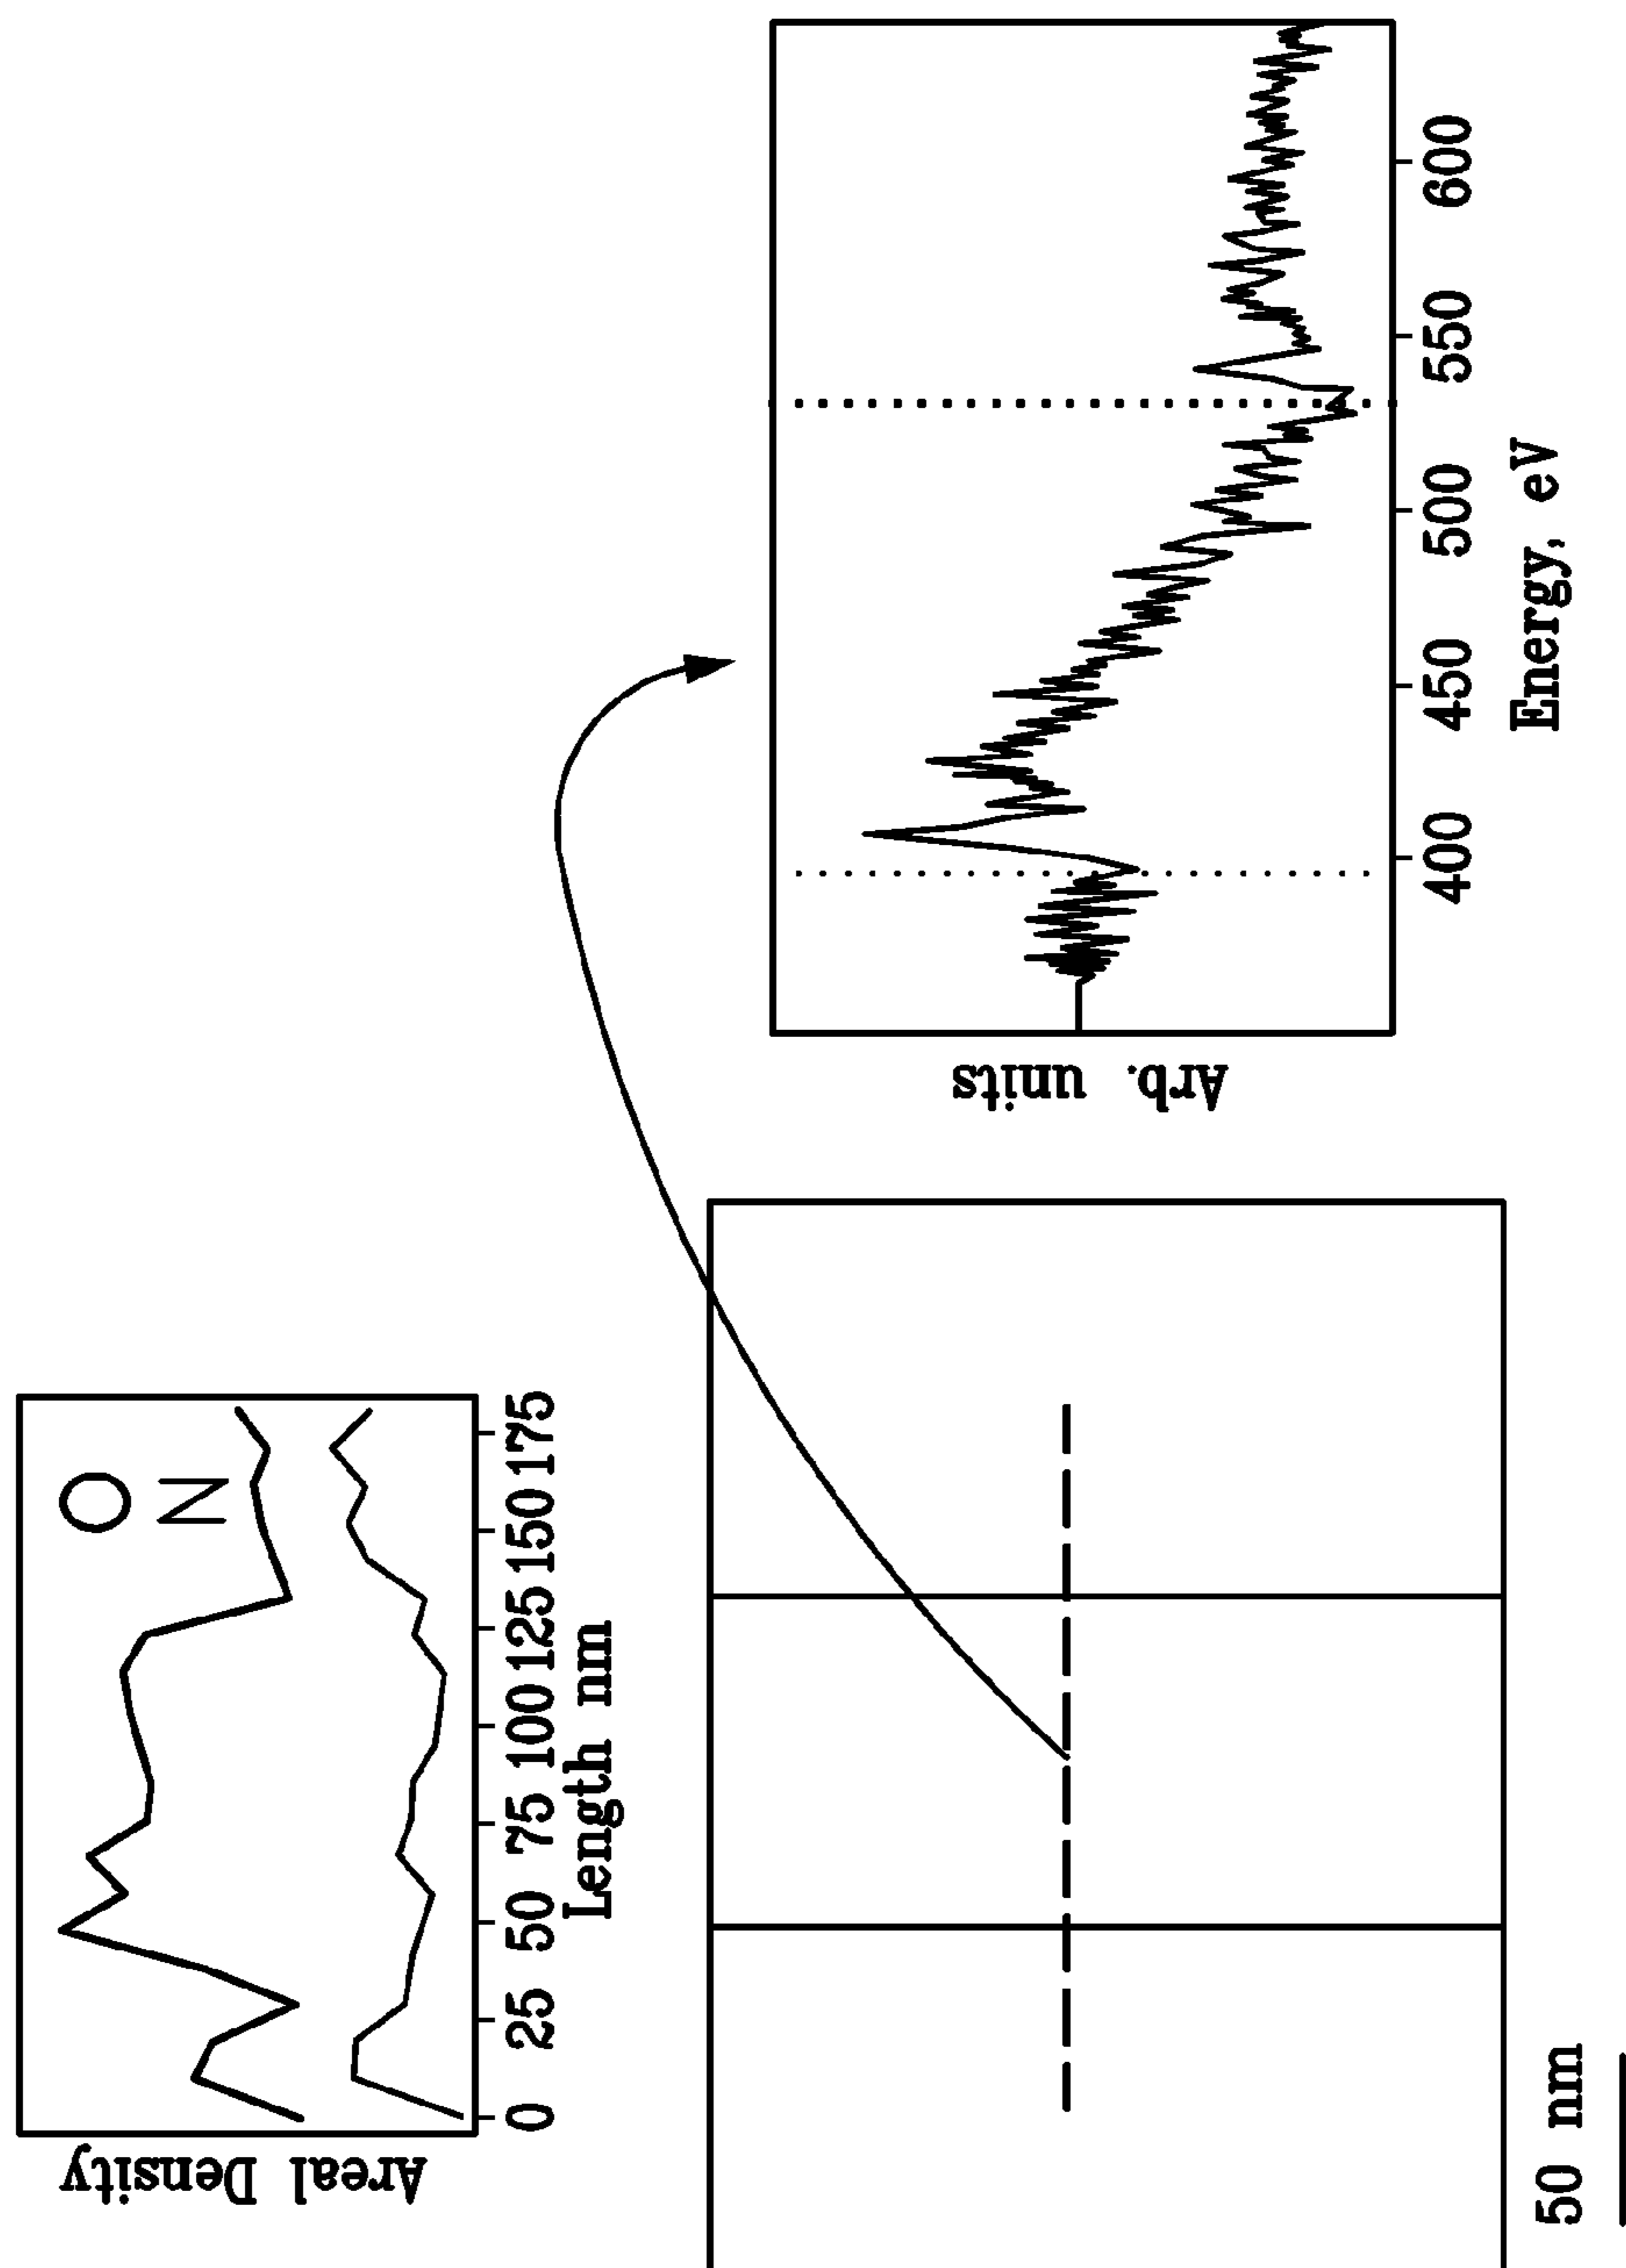 Areal Density
O
N
0 25 50 75 100 125 150 175
Length nm
50 nm
Arb. units
400 450 500 550 600
Energy, eV